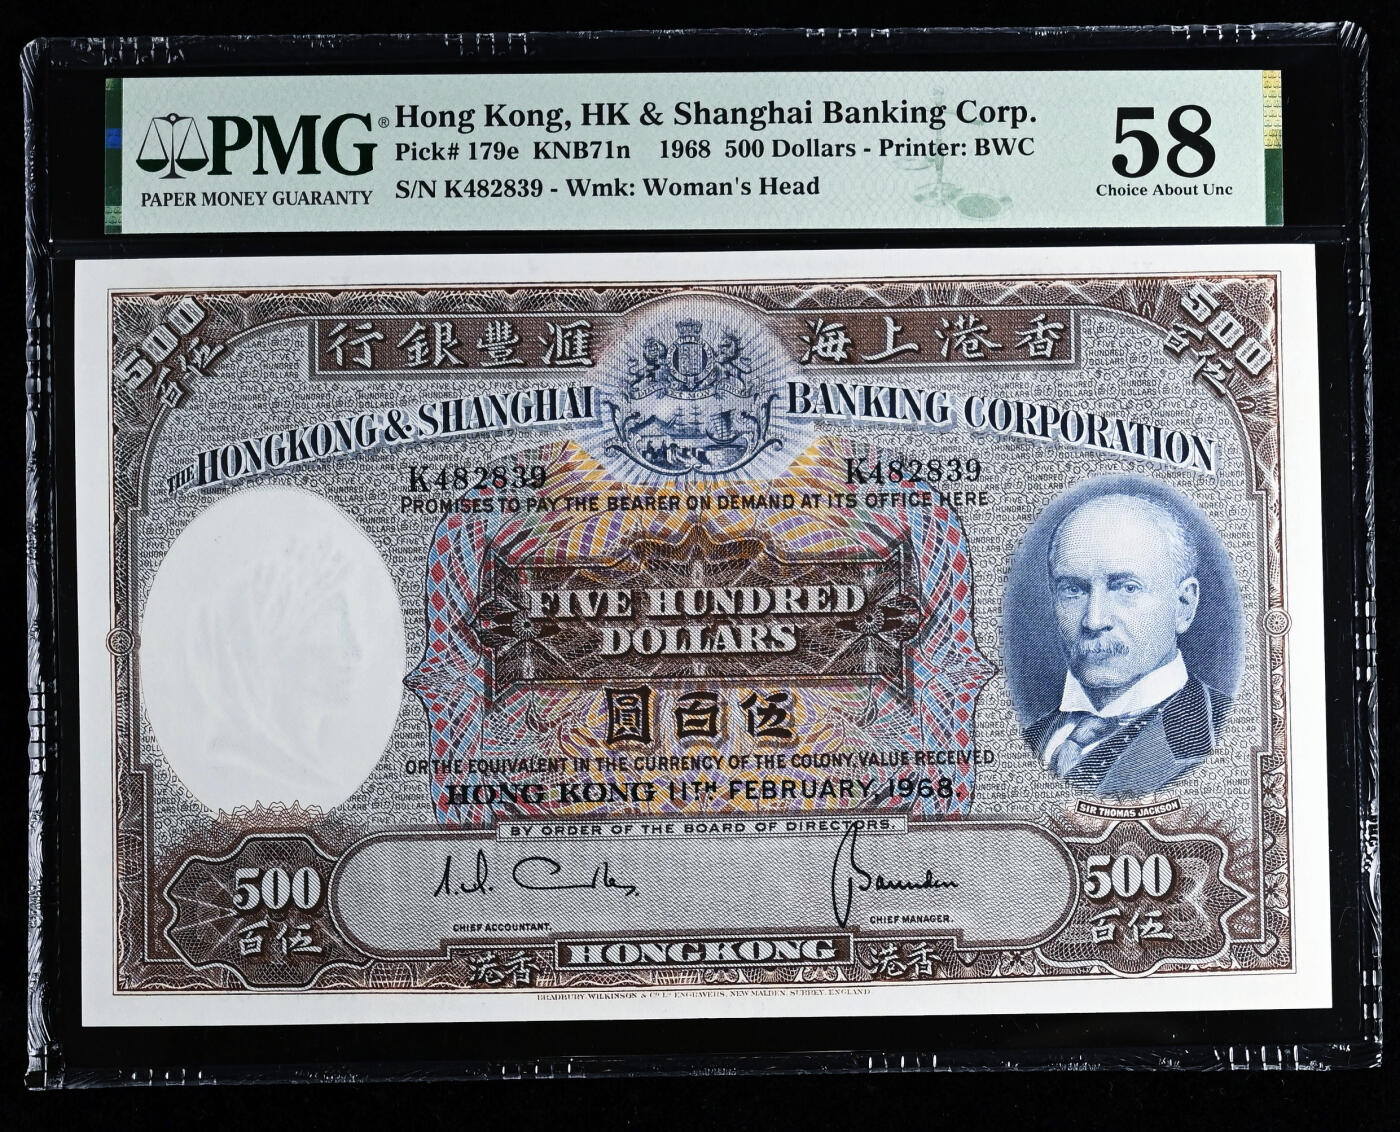 PMG®
PAPER MONEY GUARANTY
Hong Kong, HK & Shanghai Banking Corp.
Pick# 179e KNB71n 1968 500 Dollars - Printer: BWC
S/N K482839 - Wmk: Woman's Head
58
Choice About Unc
500
百伍
500
百伍
行銀豐滙 海上港香
THE HONGKONG & SHANGHAI BANKING CORPORATION
K482839 K482839
PROMISES TO PAY THE BEARER ON DEMAND AT ITS OFFICE HERE
FIVE HUNDRED
DOLLARS
圓百伍
OR THE EQUIVALENT IN THE CURRENCY OF THE COLONY, VALUE RECEIVED
HONG KONG 11TH FEBRUARY, 1968.
SIR THOMAS JACKSON
BY ORDER OF THE BOARD OF DIRECTORS.
500 500
百伍 百伍
CHIEF ACCOUNTANT. CHIEF MANAGER.
港香 HONGKONG 港香
BRADBURY, WILKINSON & Co. Ld. ENGRAVERS, NEW MALDEN, SURREY, ENGLAND